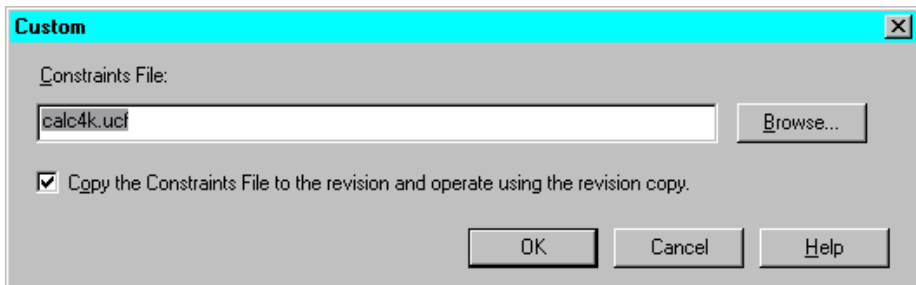 Custom
Constraints File:
calc4k.ucf
Browse...
Copy the Constraints File to the revision and operate using the revision copy.
OK Cancel Help